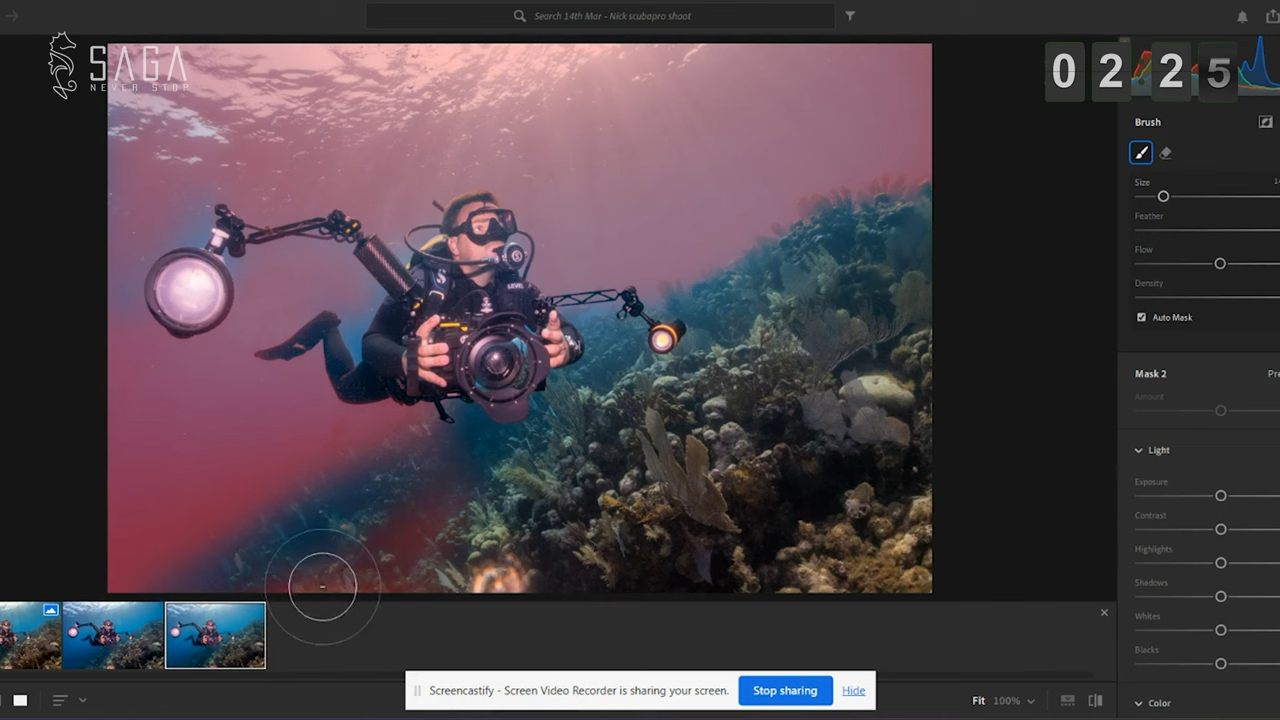 Search 14th Mar - Nick scubapro shoot
SAGA
NEVER STOP
02 25
Brush
Size
Feather
Flow
Density
Auto Mask
Mask 2
Amount
Light
Exposure
Contrast
Highlights
Shadows
Whites
Blacks
Color
Screencastify - Screen Video Recorder is sharing your screen.
Stop sharing
Hide
Fit 100%